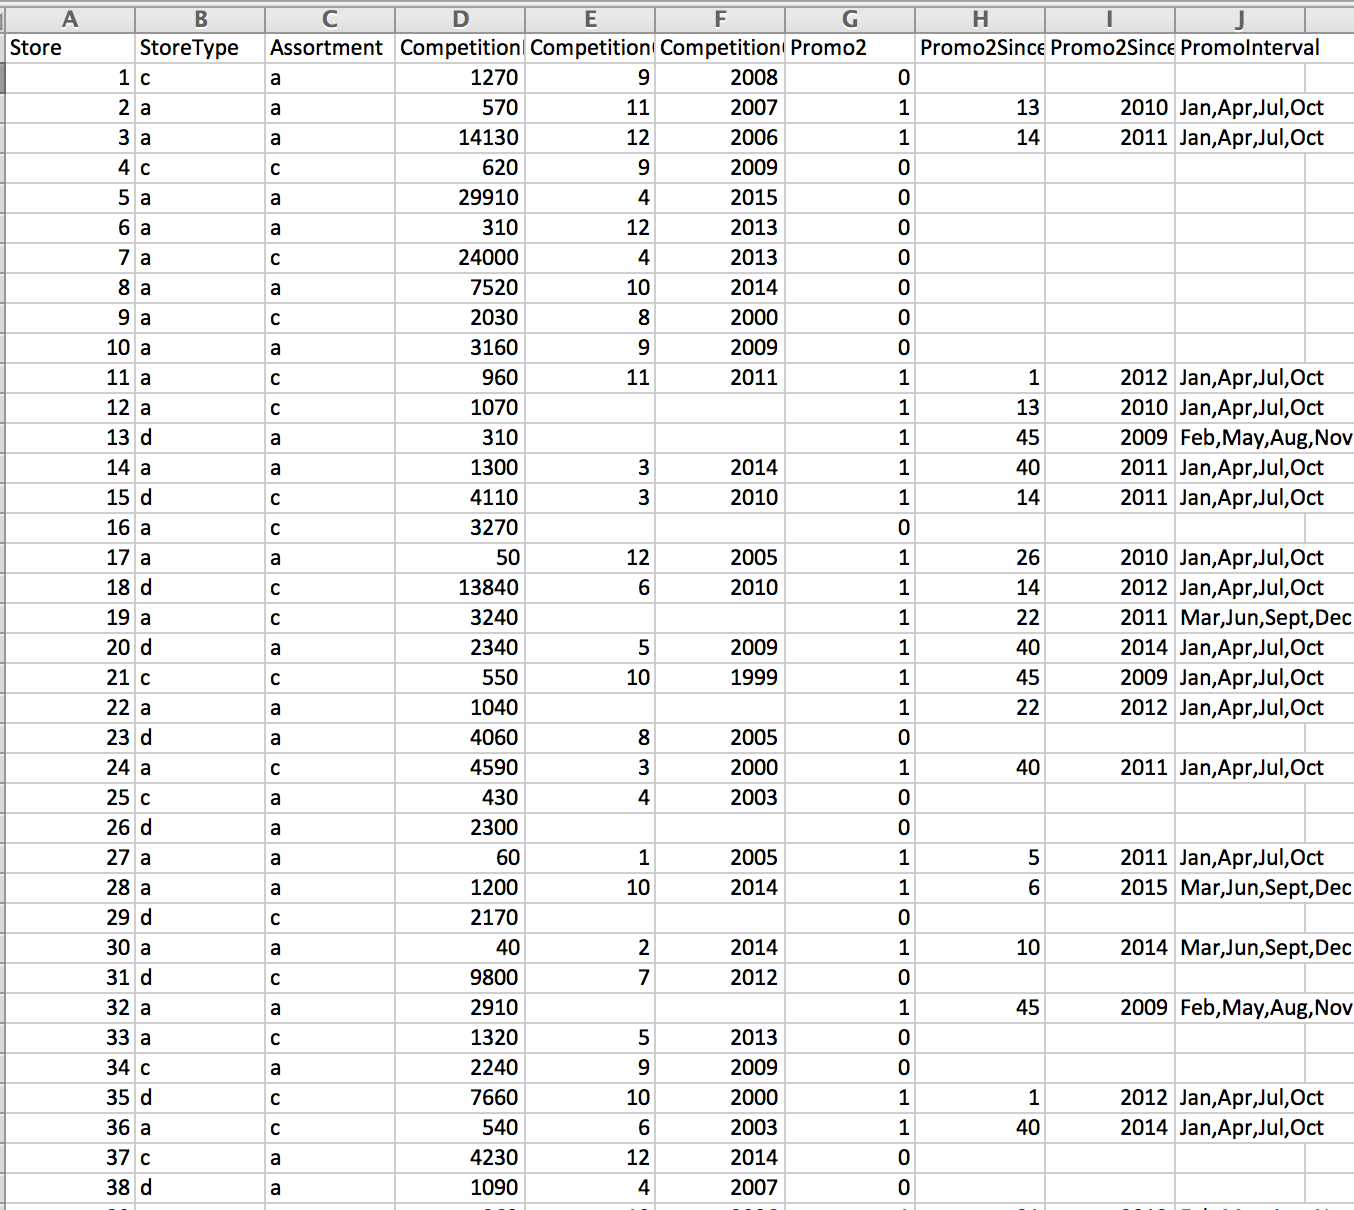 A B C D E F G H I J
Store StoreType Assortment Competition Competition Competition Promo2 Promo2Since Promo2Since PromoInterval
1 c a 1270 9 2008 0
2 a a 570 11 2007 1 13 2010 Jan,Apr,Jul,Oct
3 a a 14130 12 2006 1 14 2011 Jan,Apr,Jul,Oct
4 c c 620 9 2009 0
5 a a 29910 4 2015 0
6 a a 310 12 2013 0
7 a c 24000 4 2013 0
8 a a 7520 10 2014 0
9 a c 2030 8 2000 0
10 a a 3160 9 2009 0
11 a c 960 11 2011 1 1 2012 Jan,Apr,Jul,Oct
12 a c 1070 1 13 2010 Jan,Apr,Jul,Oct
13 d a 310 1 45 2009 Feb,May,Aug,Nov
14 a a 1300 3 2014 1 40 2011 Jan,Apr,Jul,Oct
15 d c 4110 3 2010 1 14 2011 Jan,Apr,Jul,Oct
16 a c 3270 0
17 a a 50 12 2005 1 26 2010 Jan,Apr,Jul,Oct
18 d c 13840 6 2010 1 14 2012 Jan,Apr,Jul,Oct
19 a c 3240 1 22 2011 Mar,Jun,Sept,Dec
20 d a 2340 5 2009 1 40 2014 Jan,Apr,Jul,Oct
21 c c 550 10 1999 1 45 2009 Jan,Apr,Jul,Oct
22 a a 1040 1 22 2012 Jan,Apr,Jul,Oct
23 d a 4060 8 2005 0
24 a c 4590 3 2000 1 40 2011 Jan,Apr,Jul,Oct
25 c a 430 4 2003 0
26 d a 2300 0
27 a a 60 1 2005 1 5 2011 Jan,Apr,Jul,Oct
28 a a 1200 10 2014 1 6 2015 Mar,Jun,Sept,Dec
29 d c 2170 0
30 a a 40 2 2014 1 10 2014 Mar,Jun,Sept,Dec
31 d c 9800 7 2012 0
32 a a 2910 1 45 2009 Feb,May,Aug,Nov
33 a c 1320 5 2013 0
34 c a 2240 9 2009 0
35 d c 7660 10 2000 1 1 2012 Jan,Apr,Jul,Oct
36 a c 540 6 2003 1 40 2014 Jan,Apr,Jul,Oct
37 c a 4230 12 2014 0
38 d a 1090 4 2007 0